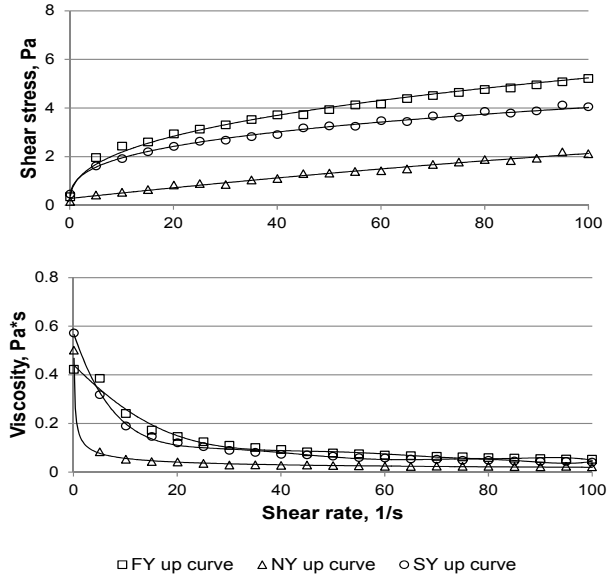 8
6
4
2
0
Shear stress, Pa
0 20 40 60 80 100
0.8
0.6
0.4
0.2
0
Viscosity, Pa*s
0 20 40 60 80 100
Shear rate, 1/s
FY up curve NY up curve SY up curve